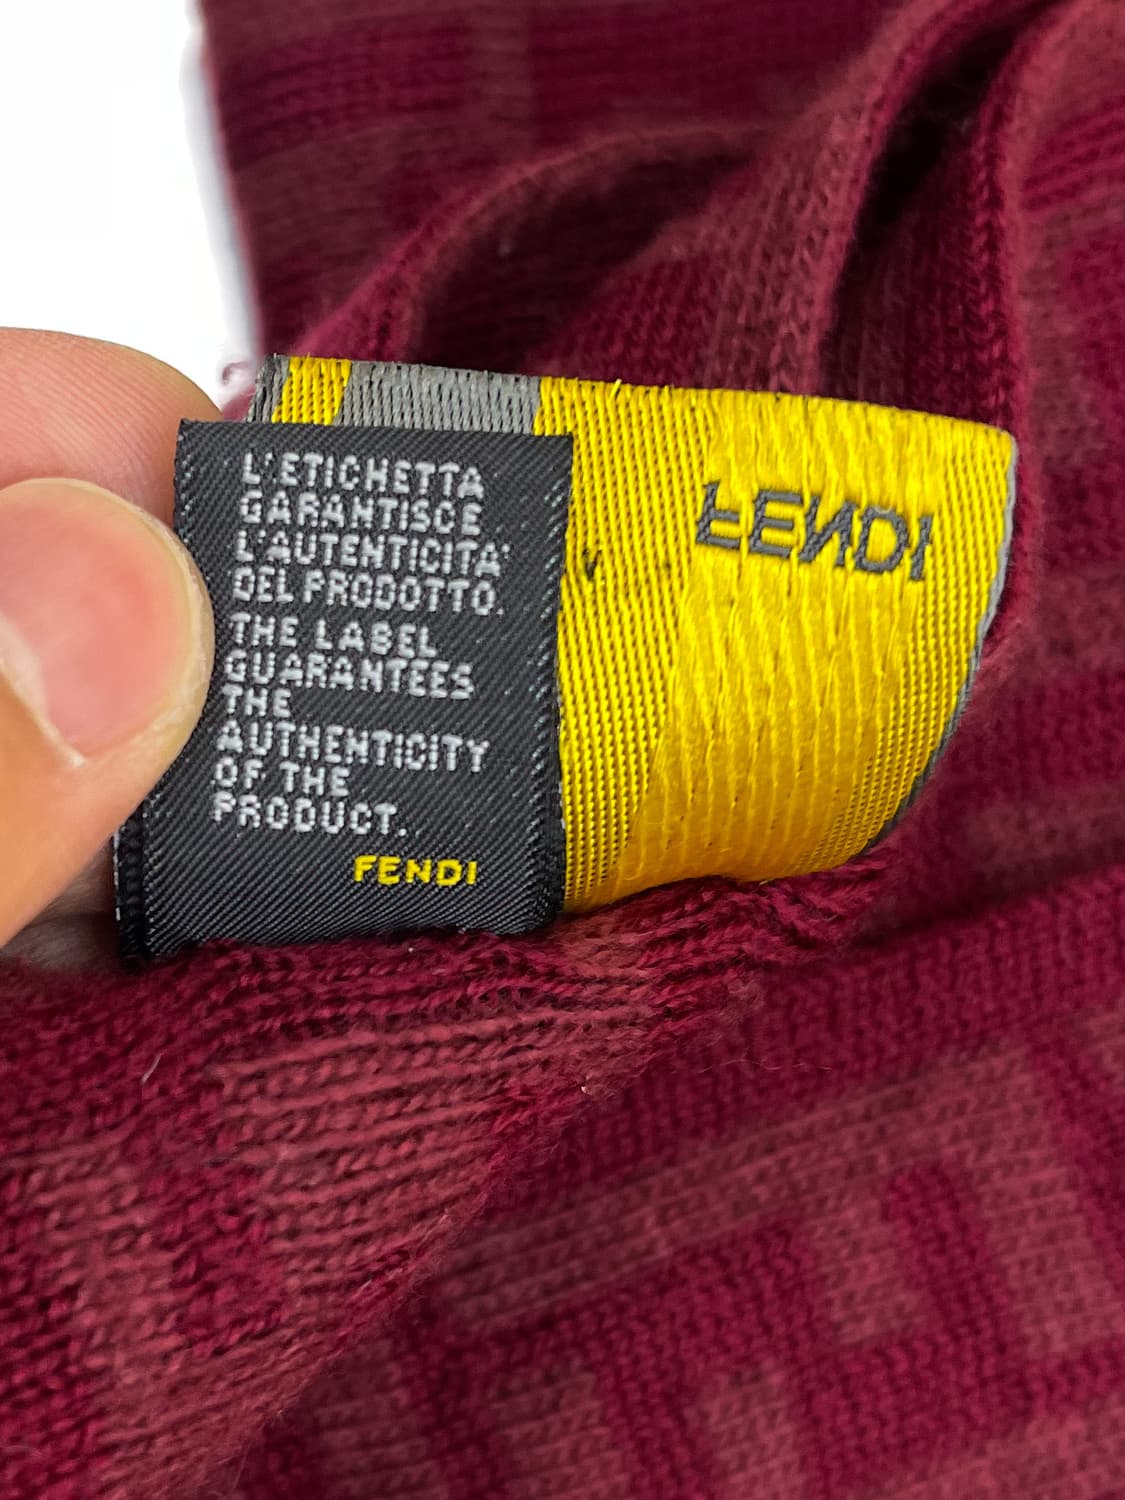 L'ETICHETTA
GARANTISCE
L'AUTENTICITA'
DEL PRODOTTO.
THE LABEL
GUARANTEES
THE
AUTHENTICITY
OF THE
PRODUCT.
FENDI
FENDI